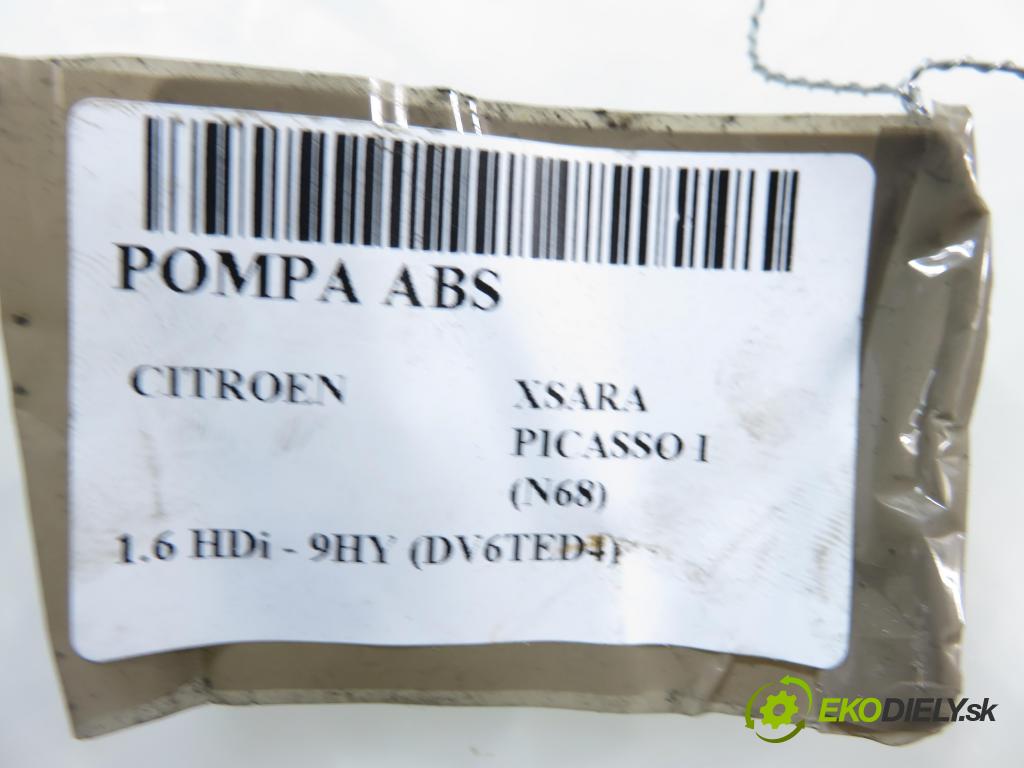 POMPA ABS
CITROEN
XSARA
PICASSO I
(N68)
1.6 HDi - 9HY (DV6TED4)
EKODIELY.sk